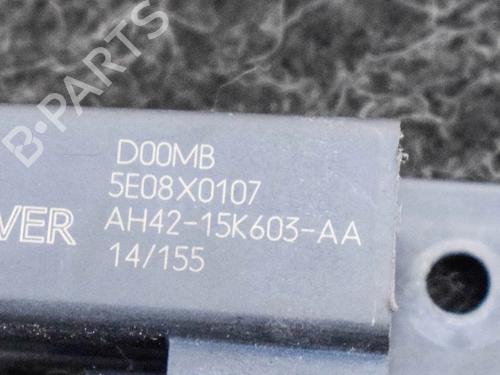 B-PARTS
D00MB
5E08X0107
VER AH42-15K603-AA
14/155